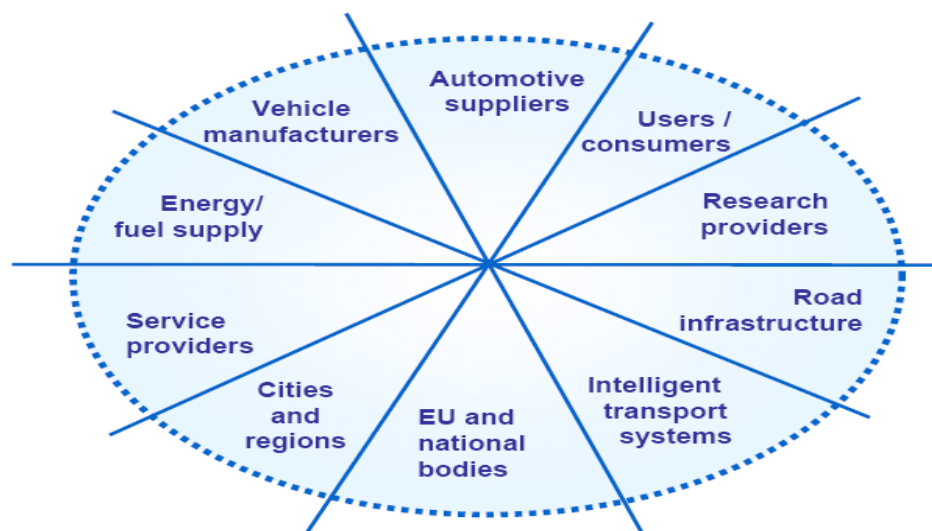 Automotive
suppliers
Users /
consumers
Research
providers
Road
infrastructure
Intelligent
transport
systems
EU and
national
bodies
Cities
and
regions
Service
providers
Energy/
fuel supply
Vehicle
manufacturers